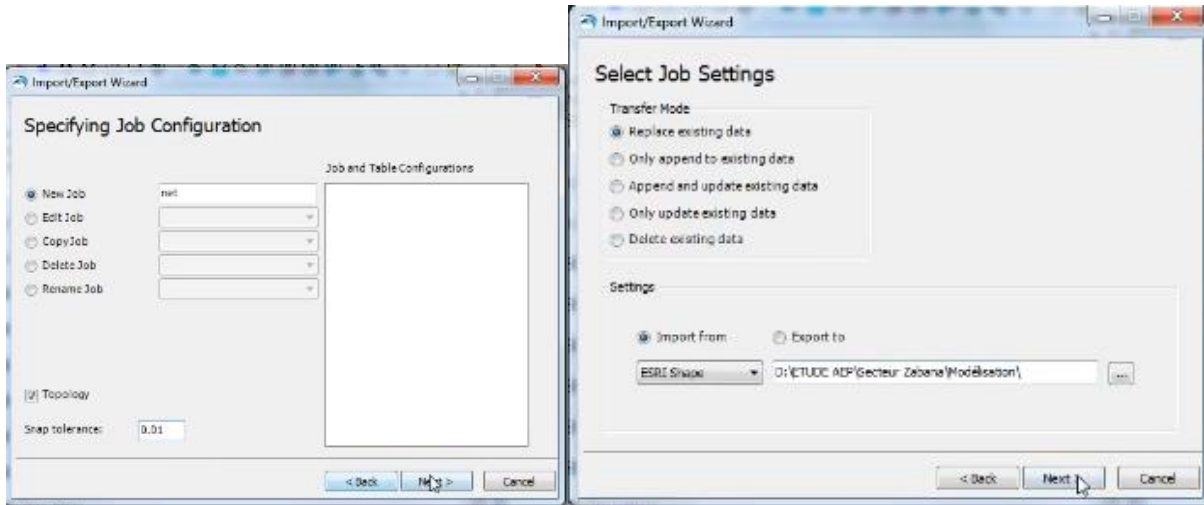 Import/Export Wizard
Specifying Job Configuration
Job and Table Configurations
New Job
net
Edit Job
Copy Job
Delete Job
Rename Job
Topology
Snap tolerance:
0.01
< Back
Next >
Cancel
Import/Export Wizard
Select Job Settings
Transfer Mode
Replace existing data
Only append to existing data
Append and update existing data
Only update existing data
Delete existing data
Settings
Import from
Export to
ESRI Shape
D:\ETUDE AEP\Secteur Zabana\Modélisation\
...
< Back
Next >
Cancel